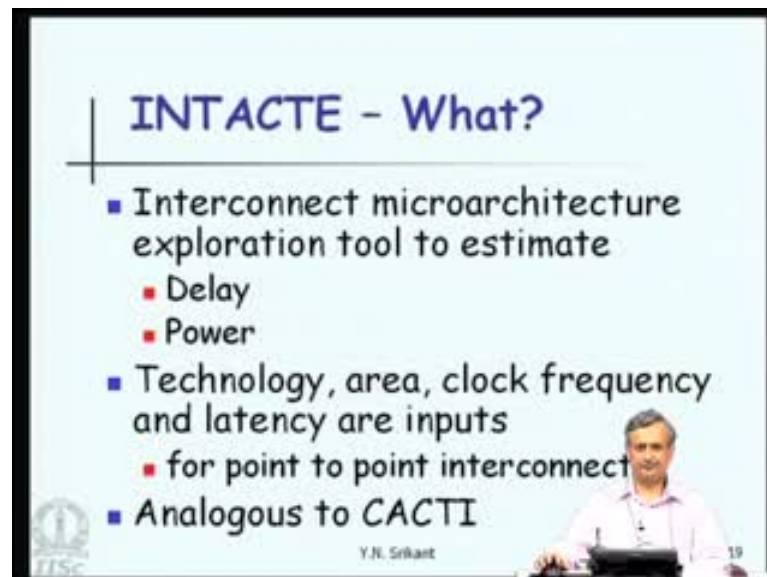 INTACTE – What?
Interconnect microarchitecture
exploration tool to estimate
Delay
Power
Technology, area, clock frequency
and latency are inputs
for point to point interconnect
Analogous to CACTI
IISc
Y.N. Srikant
19